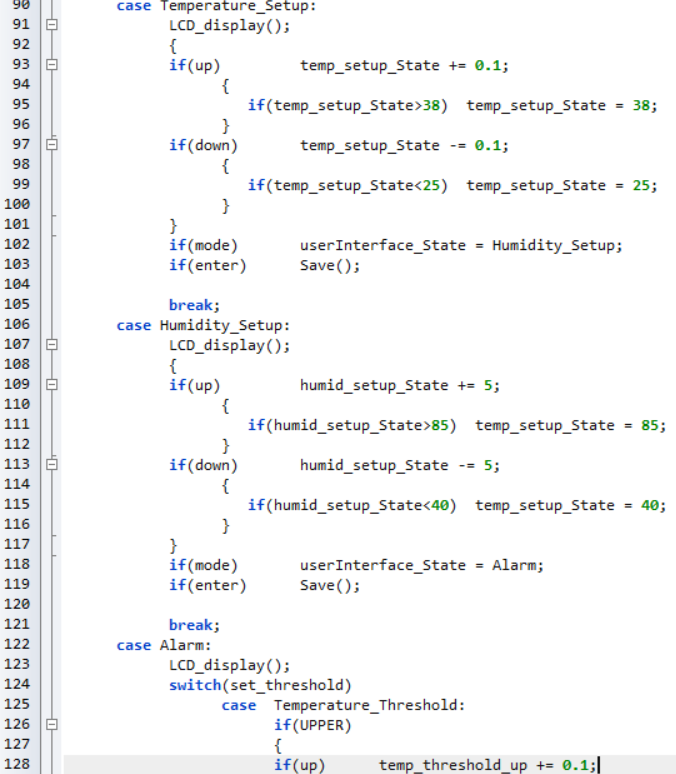 90 case Temperature_Setup:
91 LCD_display();
92 {
93 if(up) temp_setup_State += 0.1;
94 {
95 if(temp_setup_State>38) temp_setup_State = 38;
96 }
97 if(down) temp_setup_State -= 0.1;
98 {
99 if(temp_setup_State<25) temp_setup_State = 25;
100 }
101 }
102 if(mode) userInterface_State = Humidity_Setup;
103 if(enter) Save();
104
105 break;
106 case Humidity_Setup:
107 LCD_display();
108 {
109 if(up) humid_setup_State += 5;
110 {
111 if(humid_setup_State>85) temp_setup_State = 85;
112 }
113 if(down) humid_setup_State -= 5;
114 {
115 if(humid_setup_State<40) temp_setup_State = 40;
116 }
117 }
118 if(mode) userInterface_State = Alarm;
119 if(enter) Save();
120
121 break;
122 case Alarm:
123 LCD_display();
124 switch(set_threshold)
125 case Temperature_Threshold:
126 if(UPPER)
127 {
128 if(up) temp_threshold_up += 0.1;